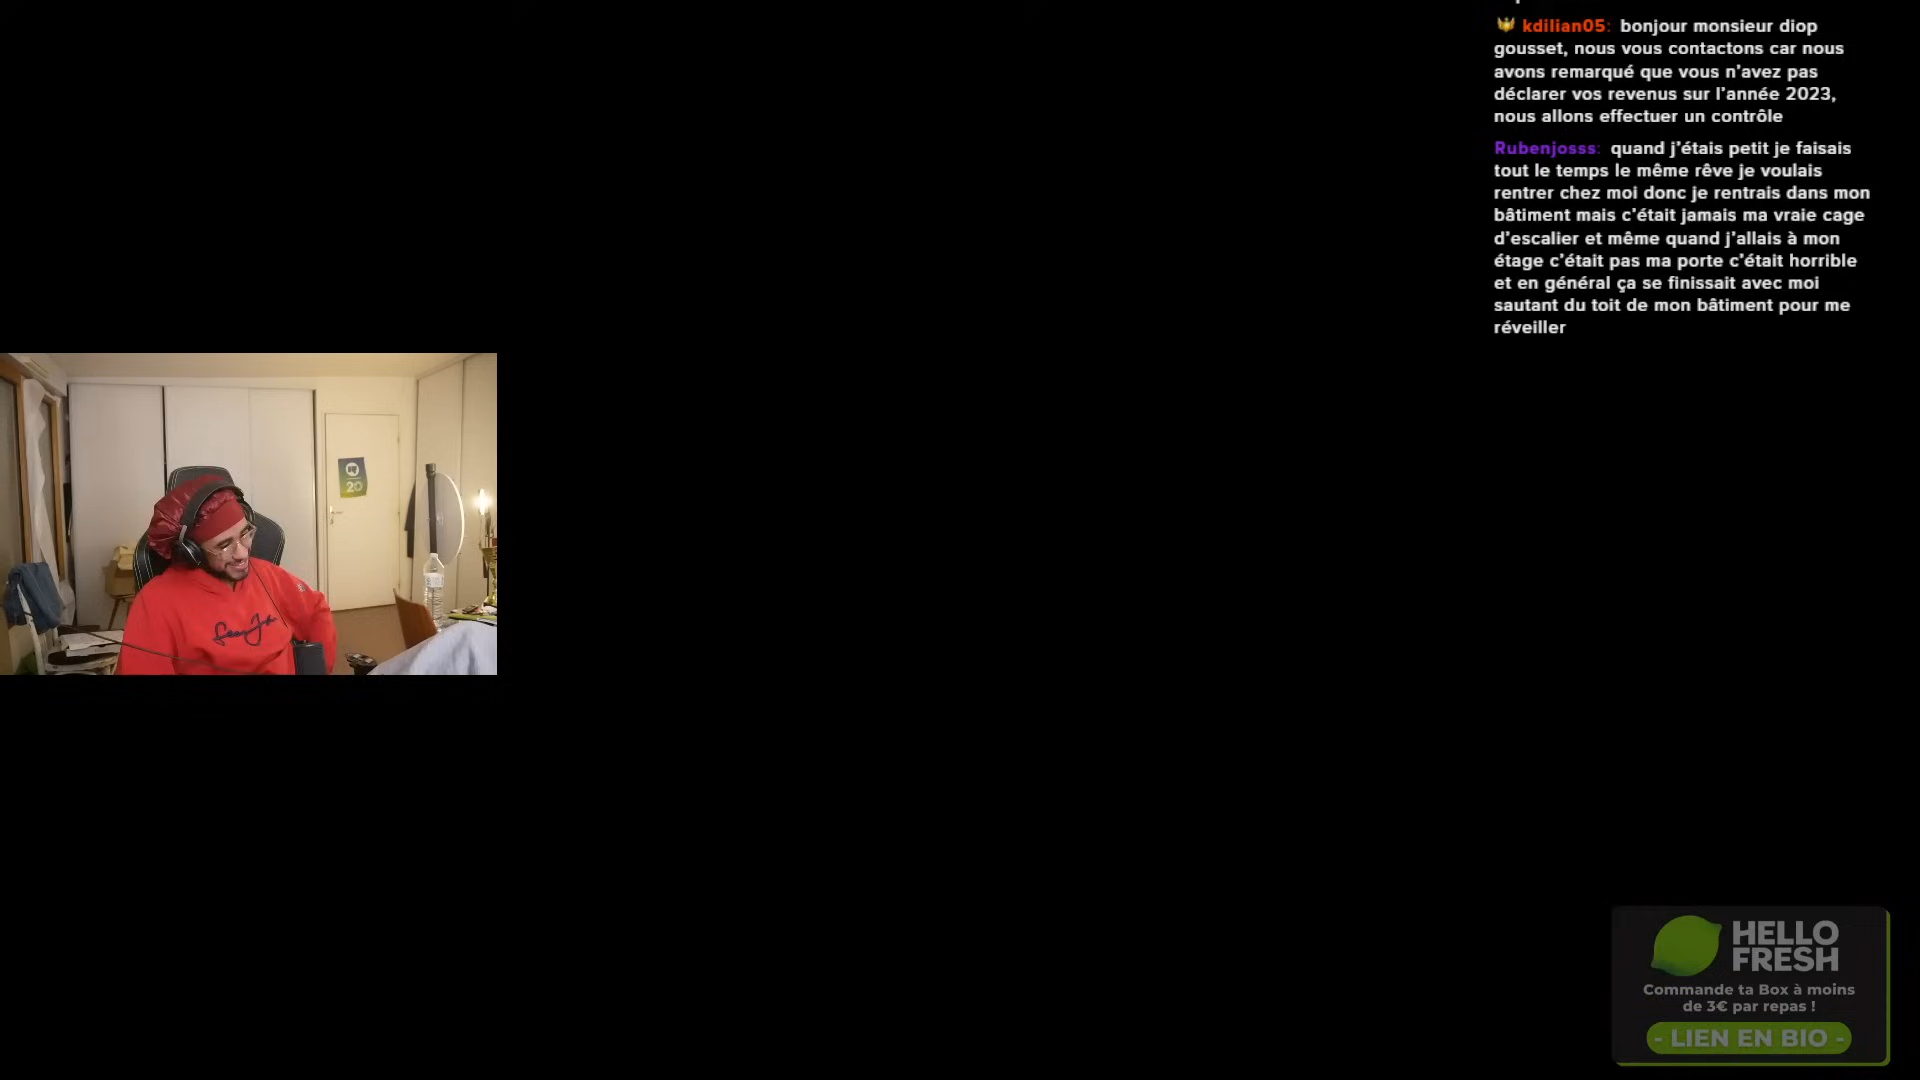 kdilian05: bonjour monsieur diop
gousset, nous vous contactons car nous
avons remarqué que vous n’avez pas
déclarer vos revenus sur l’année 2023,
nous allons effectuer un contrôle
Rubenjosss: quand j’étais petit je faisais
tout le temps le même rêve je voulais
rentrer chez moi donc je rentrais dans mon
bâtiment mais c’était jamais ma vraie cage
d’escalier et même quand j’allais à mon
étage c’était pas ma porte c’était horrible
et en général ça se finissait avec moi
sautant du toit de mon bâtiment pour me
réveiller
20
HELLO
FRESH
Commande ta Box à moins
de 3€ par repas !
- LIEN EN BIO -